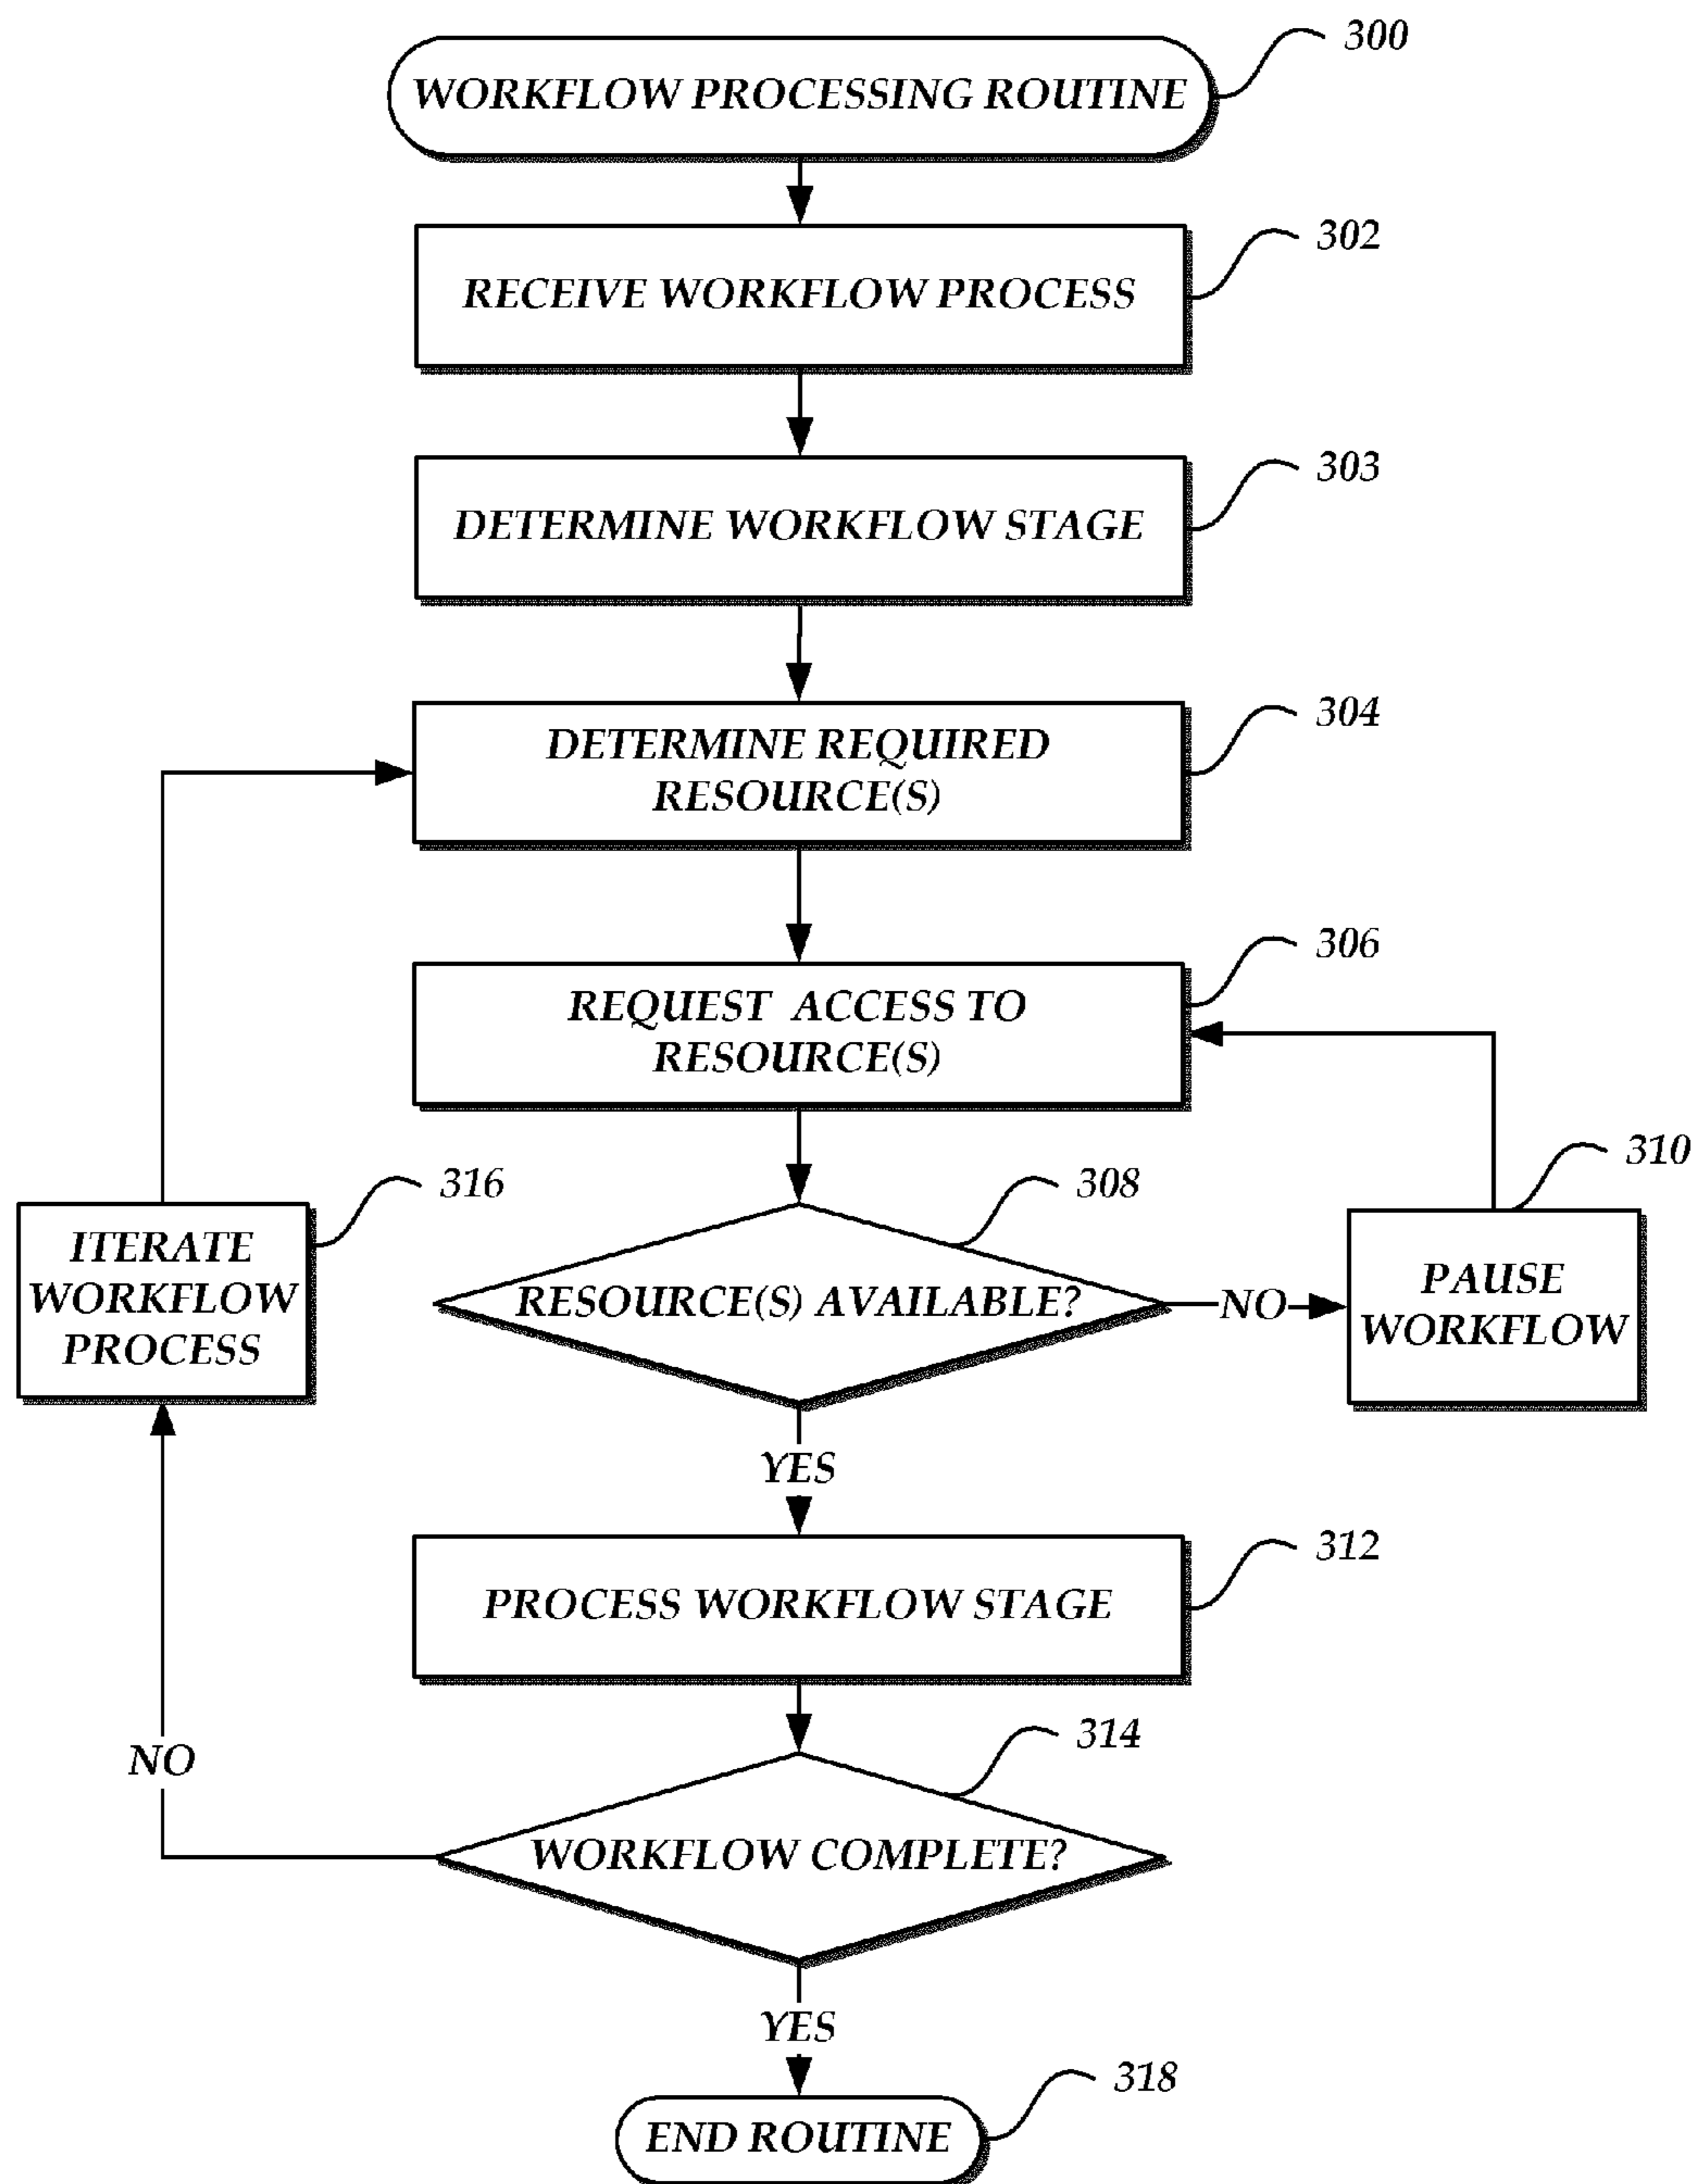 300
WORKFLOW PROCESSING ROUTINE
302
RECEIVE WORKFLOW PROCESS
303
DETERMINE WORKFLOW STAGE
304
DETERMINE REQUIRED
RESOURCE(S)
306
REQUEST ACCESS TO
RESOURCE(S)
310
316
308
ITERATE
WORKFLOW
PROCESS
RESOURCE(S) AVAILABLE?
NO
PAUSE
WORKFLOW
YES
312
PROCESS WORKFLOW STAGE
314
NO
WORKFLOW COMPLETE?
YES
318
END ROUTINE